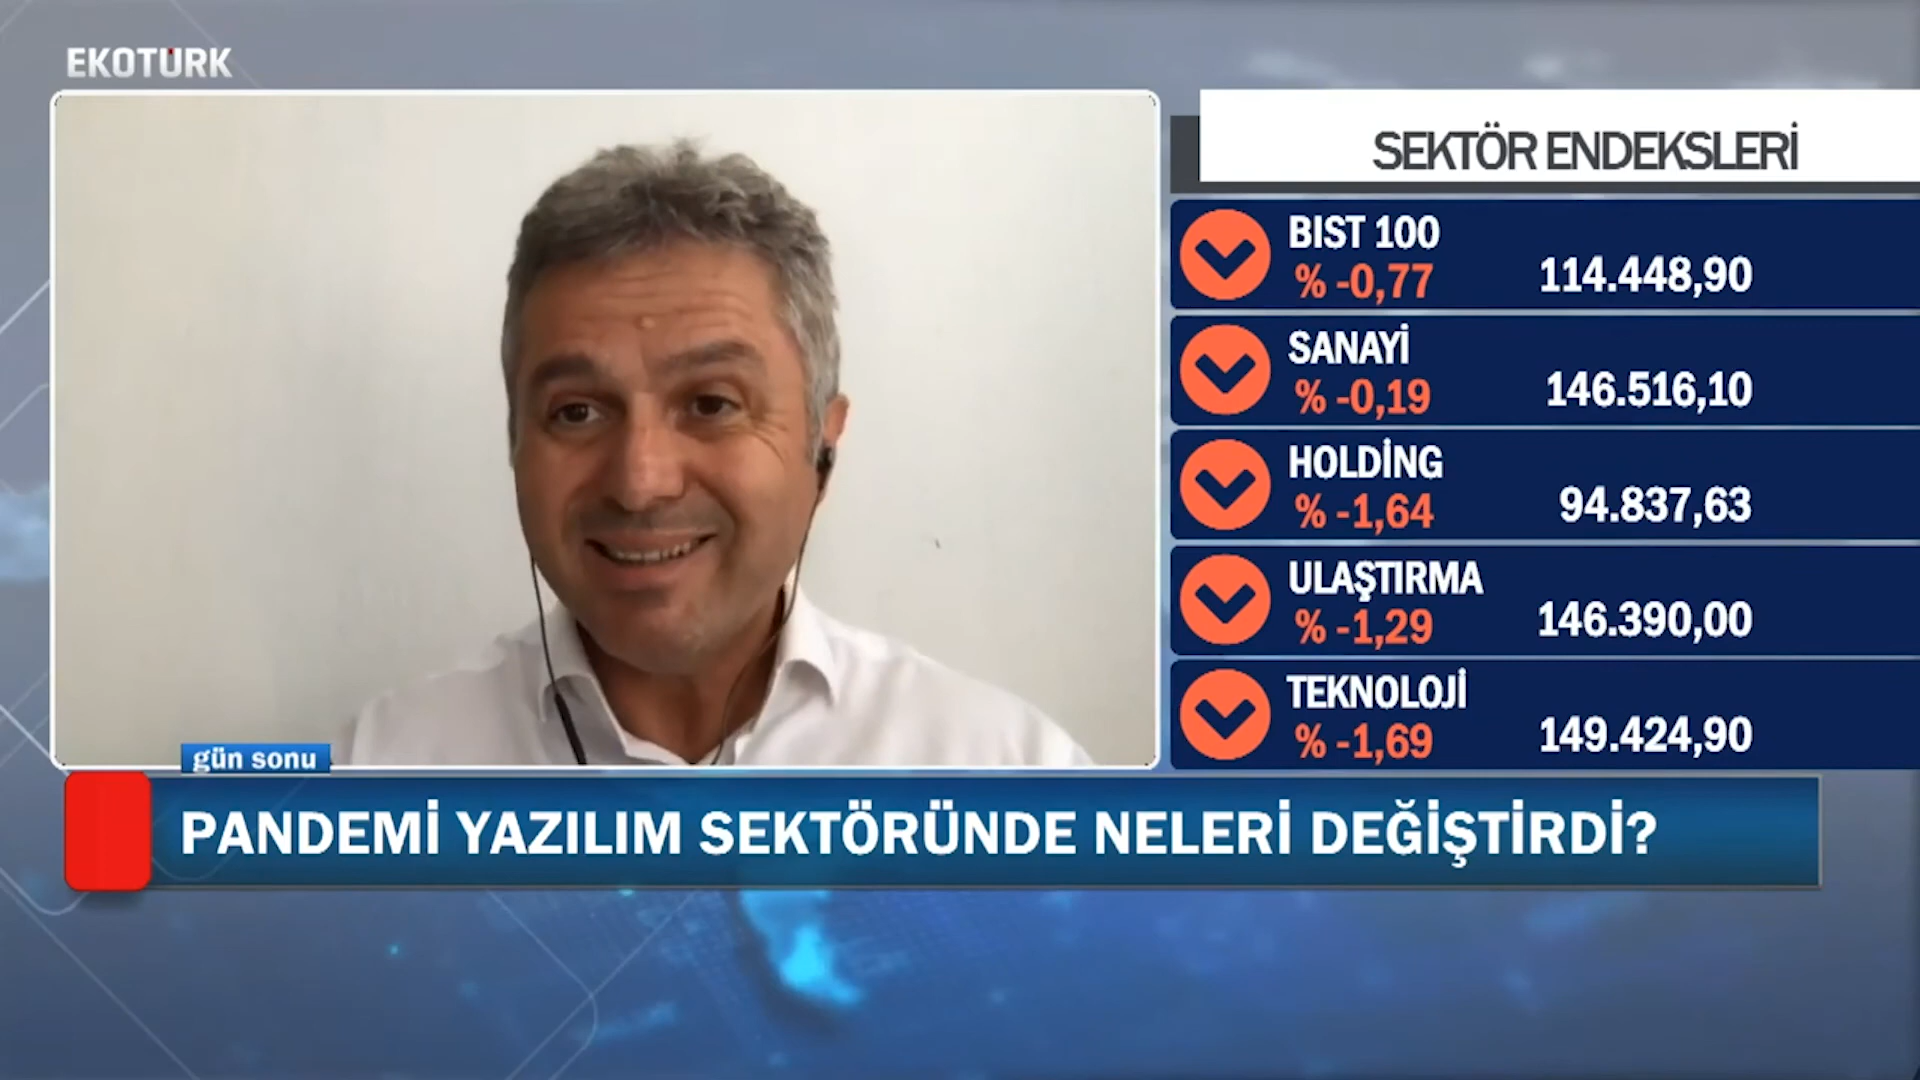 EKOTÜRK
SEKTÖR ENDEKSLERİ
BIST 100
% -0,77
114.448,90
SANAYİ
% -0,19
146.516,10
HOLDİNG
% -1,64
94.837,63
ULAŞTIRMA
% -1,29
146.390,00
TEKNOLOJİ
% -1,69
149.424,90
gün sonu
PANDEMİ YAZILIM SEKTÖRÜNDE NELERİ DEĞİŞTİRDİ?